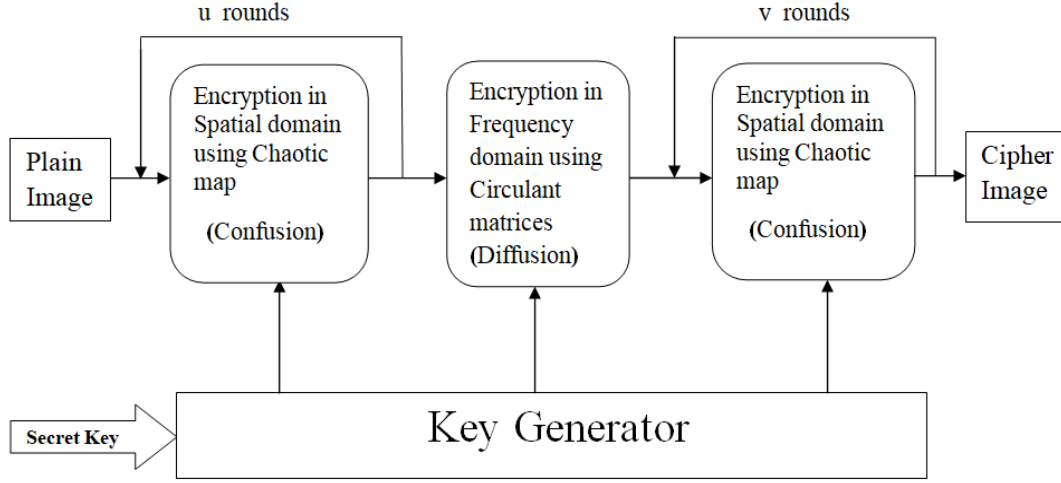 u rounds
v rounds
Plain
Image
Encryption in
Spatial domain
using Chaotic
map
(Confusion)
Encryption in
Frequency
domain using
Circulant
matrices
(Diffusion)
Encryption in
Spatial domain
using Chaotic
map
(Confusion)
Cipher
Image
Secret Key
Key Generator